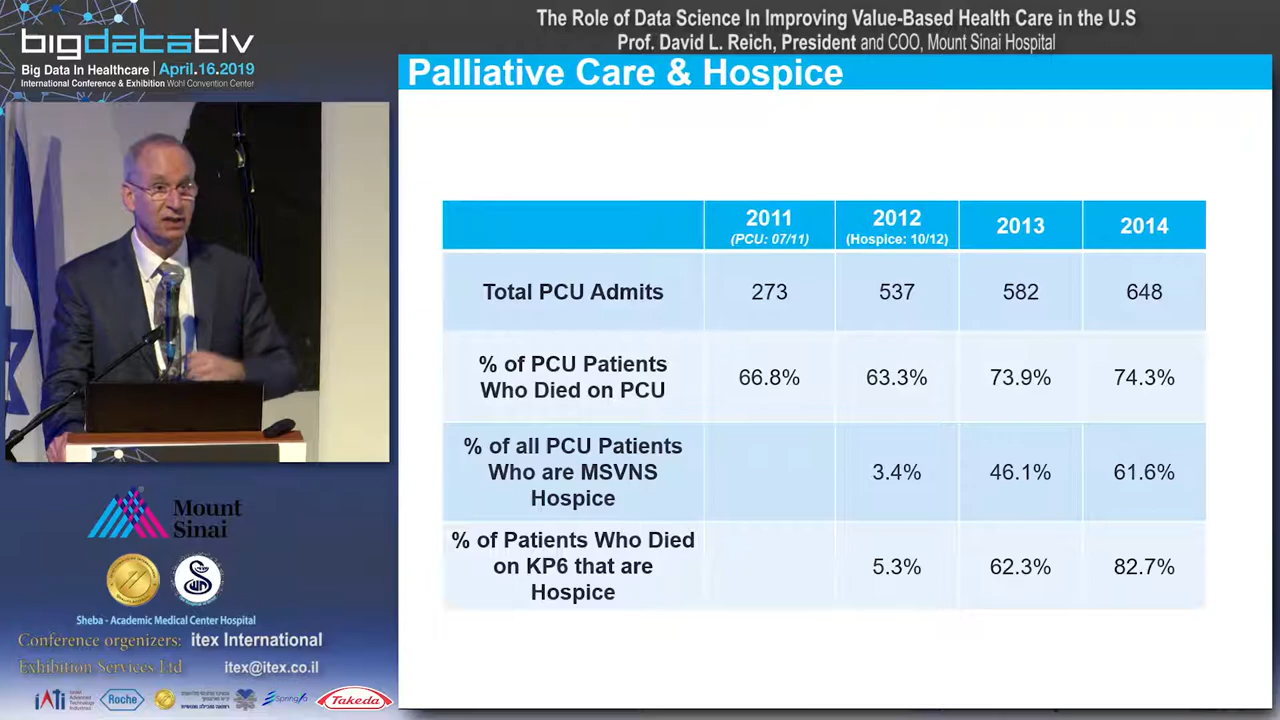 bigdatatlv
Big Data In Healthcare | April.16.2019
International Conference & Exhibition Wohl Convention Center
The Role of Data Science In Improving Value-Based Health Care in the U.S
Prof. David L. Reich, President and COO, Mount Sinai Hospital
Palliative Care & Hospice
2011 2012 2013 2014
(PCU: 07/11) (Hospice: 10/12)
Total PCU Admits 273 537 582 648
% of PCU Patients
Who Died on PCU 66.8% 63.3% 73.9% 74.3%
% of all PCU Patients
Who are MSVNS 3.4% 46.1% 61.6%
Hospice
% of Patients Who Died
on KP6 that are 5.3% 62.3% 82.7%
Hospice
Mount
Sinai
Sheba - Academic Medical Center Hospital
Conference organizers: itex International
Exhibition Services Ltd itex@itex.co.il
iATi
Israel
Advanced
Technology
Industries
Roche
Takeda